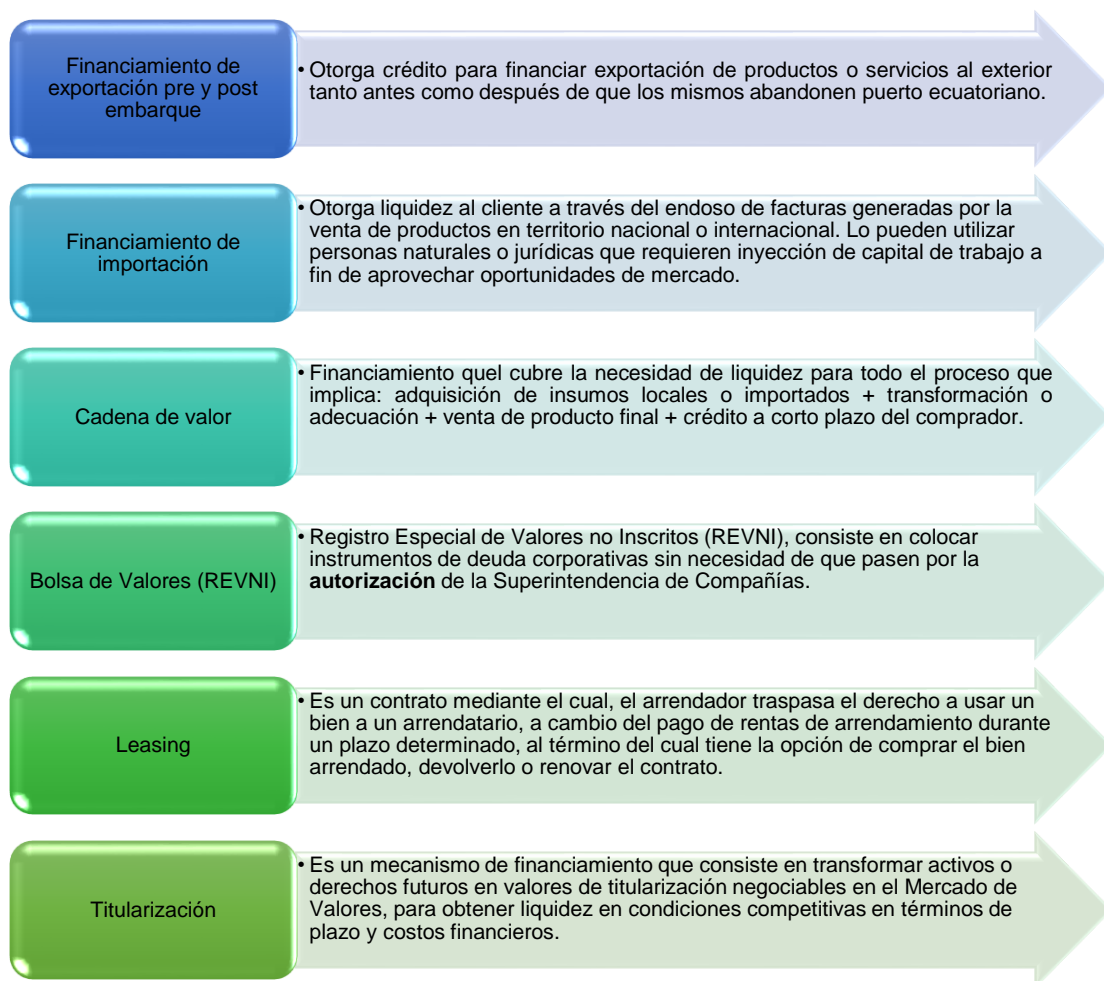 Financiamiento de
exportación pre y post
embarque
• Otorga crédito para financiar exportación de productos o servicios al exterior
tanto antes como después de que los mismos abandonen puerto ecuatoriano.
Financiamiento de
importación
• Otorga liquidez al cliente a través del endoso de facturas generadas por la
venta de productos en territorio nacional o internacional. Lo pueden utilizar
personas naturales o jurídicas que requieren inyección de capital de trabajo a
fin de aprovechar oportunidades de mercado.
Cadena de valor
• Financiamiento quel cubre la necesidad de liquidez para todo el proceso que
implica: adquisición de insumos locales o importados + transformación o
adecuación + venta de producto final + crédito a corto plazo del comprador.
Bolsa de Valores (REVNI)
• Registro Especial de Valores no Inscritos (REVNI), consiste en colocar
instrumentos de deuda corporativas sin necesidad de que pasen por la
autorización de la Superintendencia de Compañías.
Leasing
• Es un contrato mediante el cual, el arrendador traspasa el derecho a usar un
bien a un arrendatario, a cambio del pago de rentas de arrendamiento durante
un plazo determinado, al término del cual tiene la opción de comprar el bien
arrendado, devolverlo o renovar el contrato.
Titularización
• Es un mecanismo de financiamiento que consiste en transformar activos o
derechos futuros en valores de titularización negociables en el Mercado de
Valores, para obtener liquidez en condiciones competitivas en términos de
plazo y costos financieros.